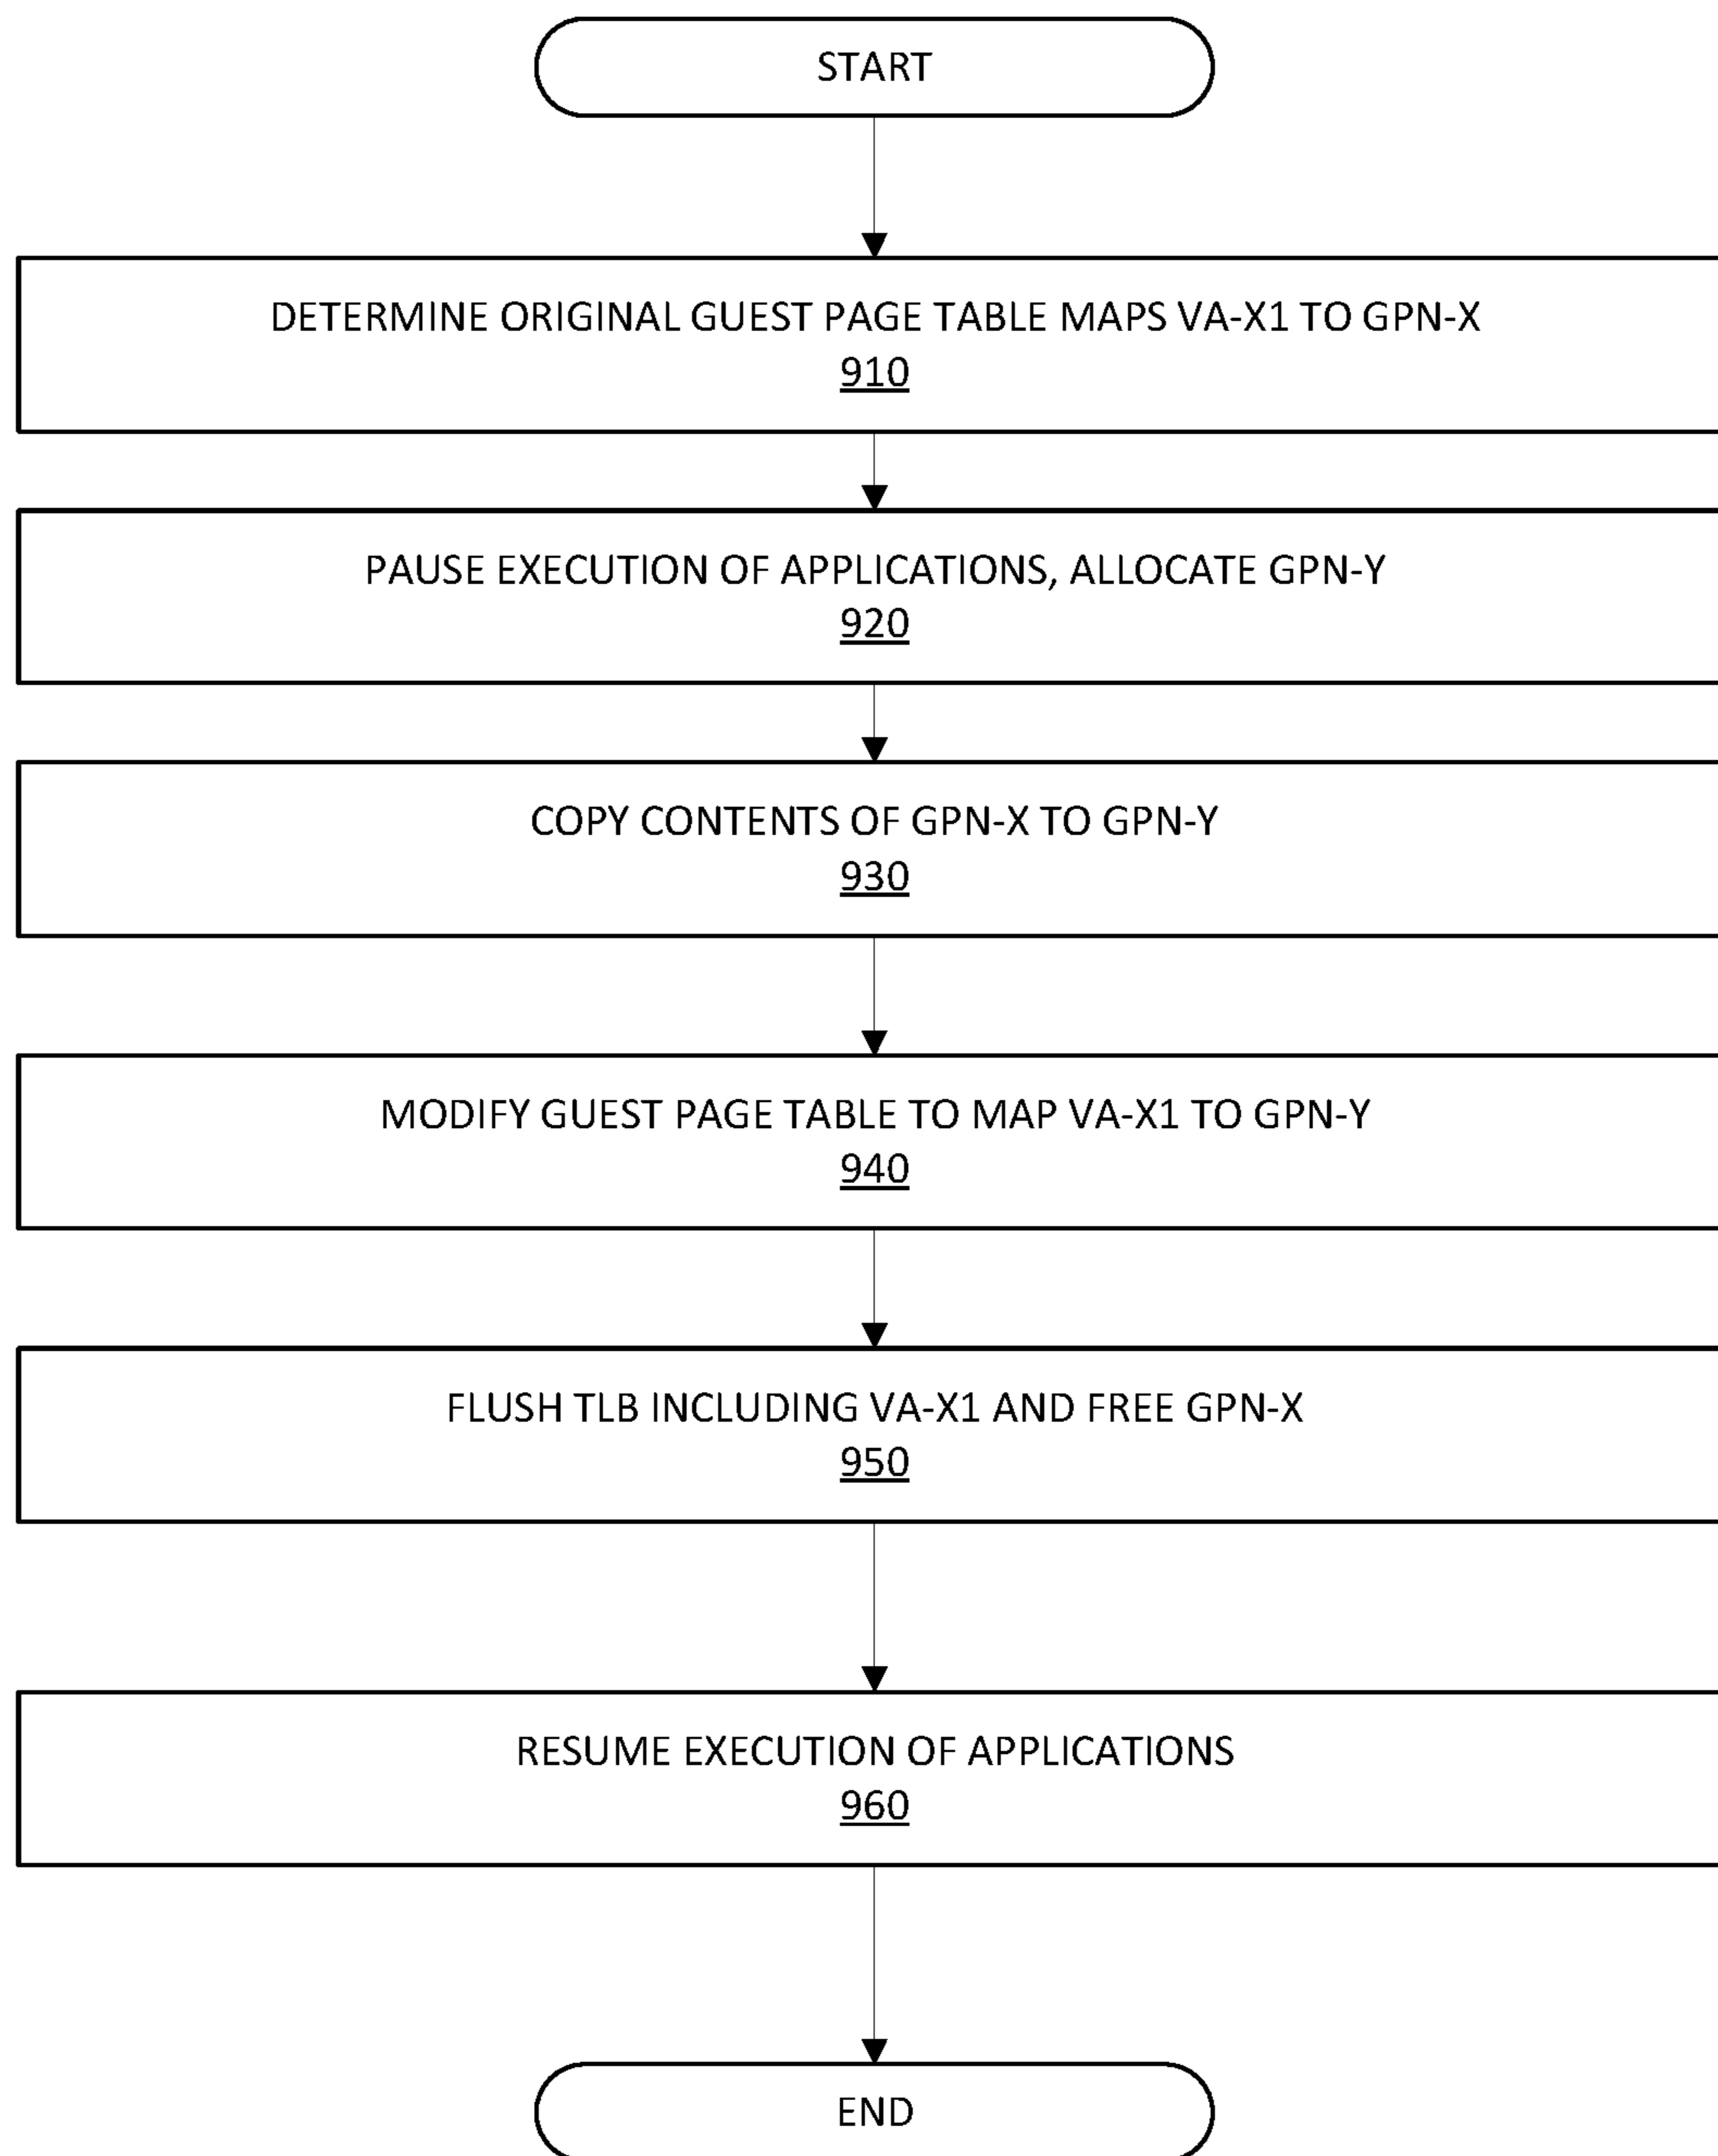 START
DETERMINE ORIGINAL GUEST PAGE TABLE MAPS VA-X1 TO GPN-X
910
PAUSE EXECUTION OF APPLICATIONS, ALLOCATE GPN-Y
920
COPY CONTENTS OF GPN-X TO GPN-Y
930
MODIFY GUEST PAGE TABLE TO MAP VA-X1 TO GPN-Y
940
FLUSH TLB INCLUDING VA-X1 AND FREE GPN-X
950
RESUME EXECUTION OF APPLICATIONS
960
END